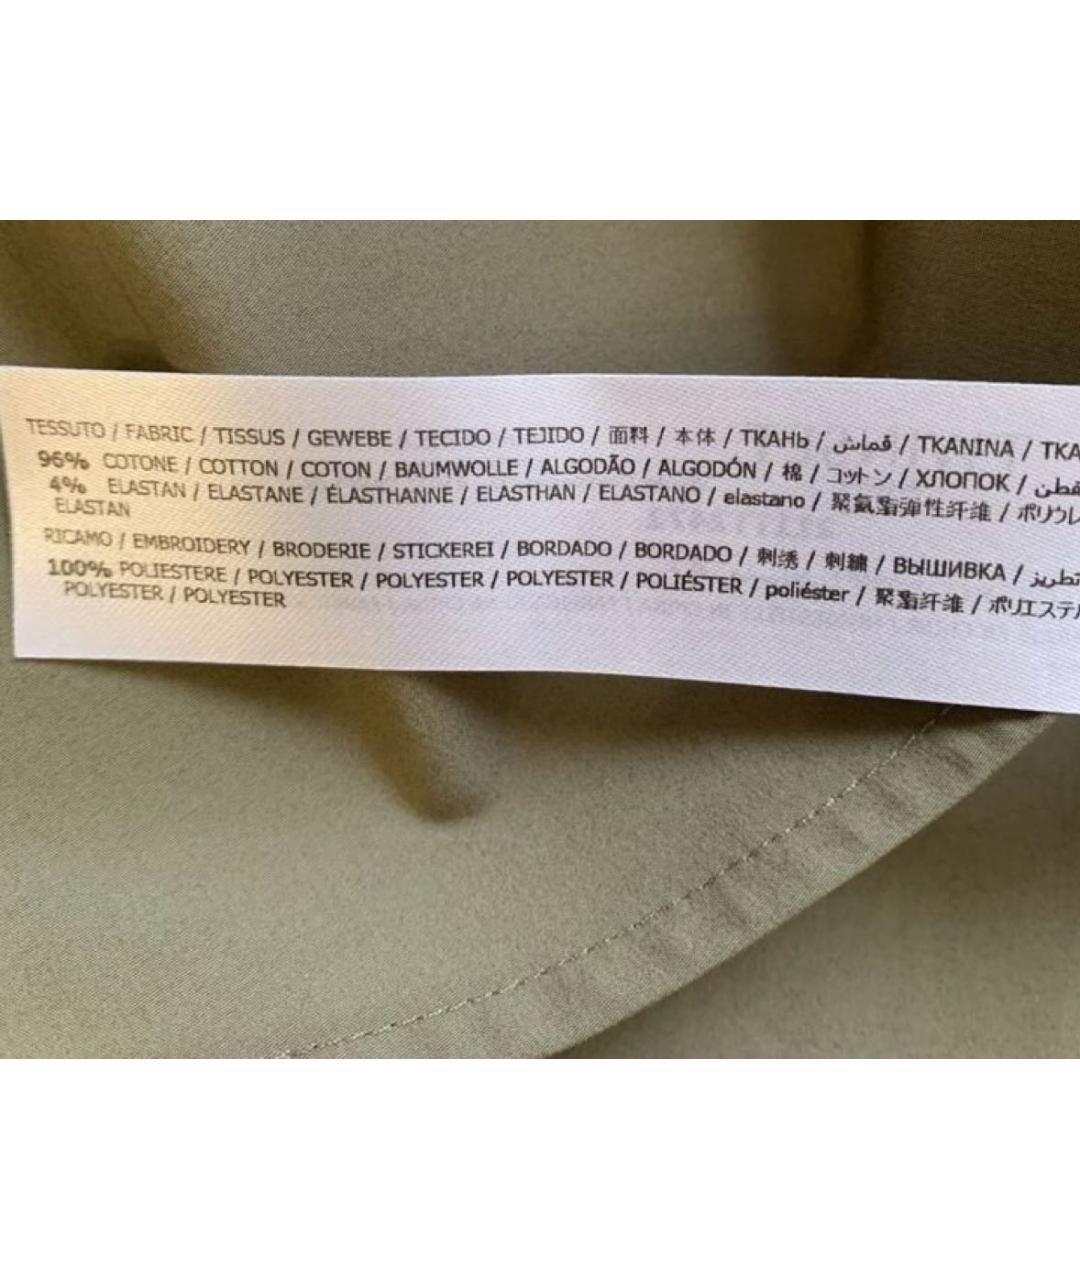 TESSUTO / FABRIC / TISSUS / GEWEBE / TECIDO / TEJIDO / 面料 / 本体 / ТКАНЬ / قماش / TKANINA / TKA
96% COTONE / COTTON / COTON / BAUMWOLLE / ALGODÃO / ALGODÓN / 棉 / コットン / ХЛОПОК / قطن /
4% ELASTAN / ELASTANE / ÉLASTHANNE / ELASTHAN / ELASTANO / elastano / 聚氨酯弹性纤维 / ポリウレ
ELASTAN
RICAMO / EMBROIDERY / BRODERIE / STICKEREI / BORDADO / BORDADO / 刺绣 / 刺繍 / ВЫШИВКА / تطريز
100% POLIESTERE / POLYESTER / POLYESTER / POLYESTER / POLIÉSTER / poliéster / 聚酯纤维 / ポリエステル
POLYESTER / POLYESTER